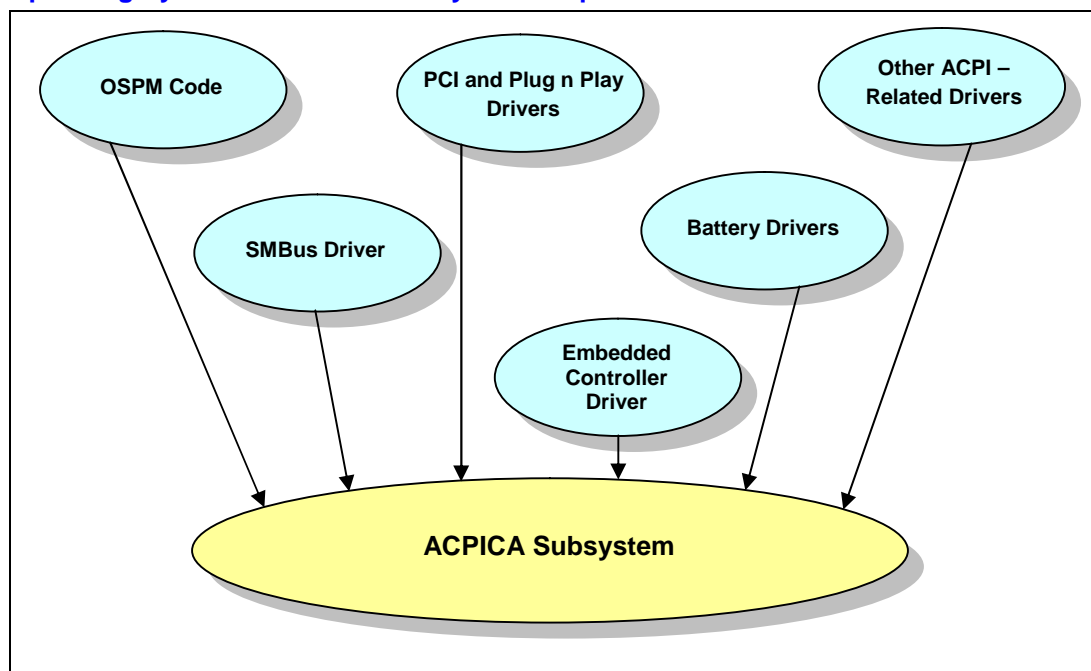 OSPM Code
PCI and Plug n Play
Drivers
Other ACPI –
Related Drivers
SMBus Driver
Battery Drivers
Embedded
Controller
Driver
ACPICA Subsystem